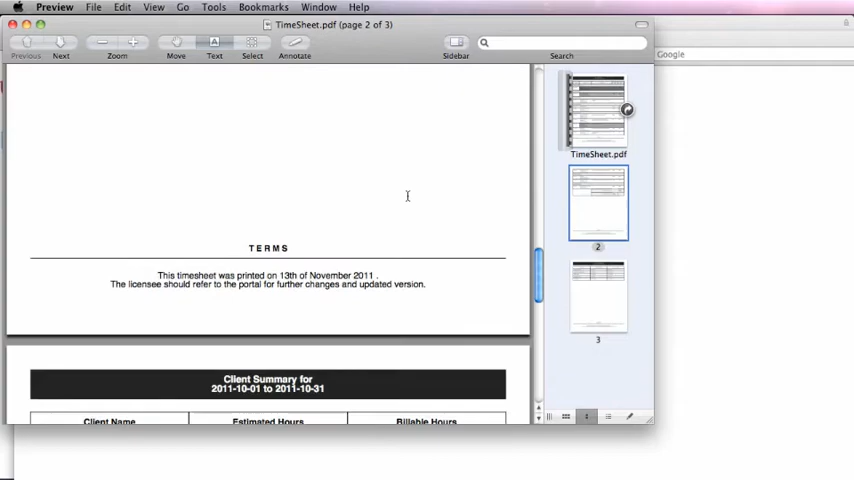 Preview File Edit View Go Tools Bookmarks Window Help
TimeSheet.pdf (page 2 of 3)
Previous Next Zoom Move Text Select Annotate Sidebar Search
Google
TimeSheet.pdf
2
3
TERMS
This timesheet was printed on 13th of November 2011 .
The licensee should refer to the portal for further changes and updated version.
Client Summary for
2011-10-01 to 2011-10-31
Client Name Estimated Hours Billable Hours